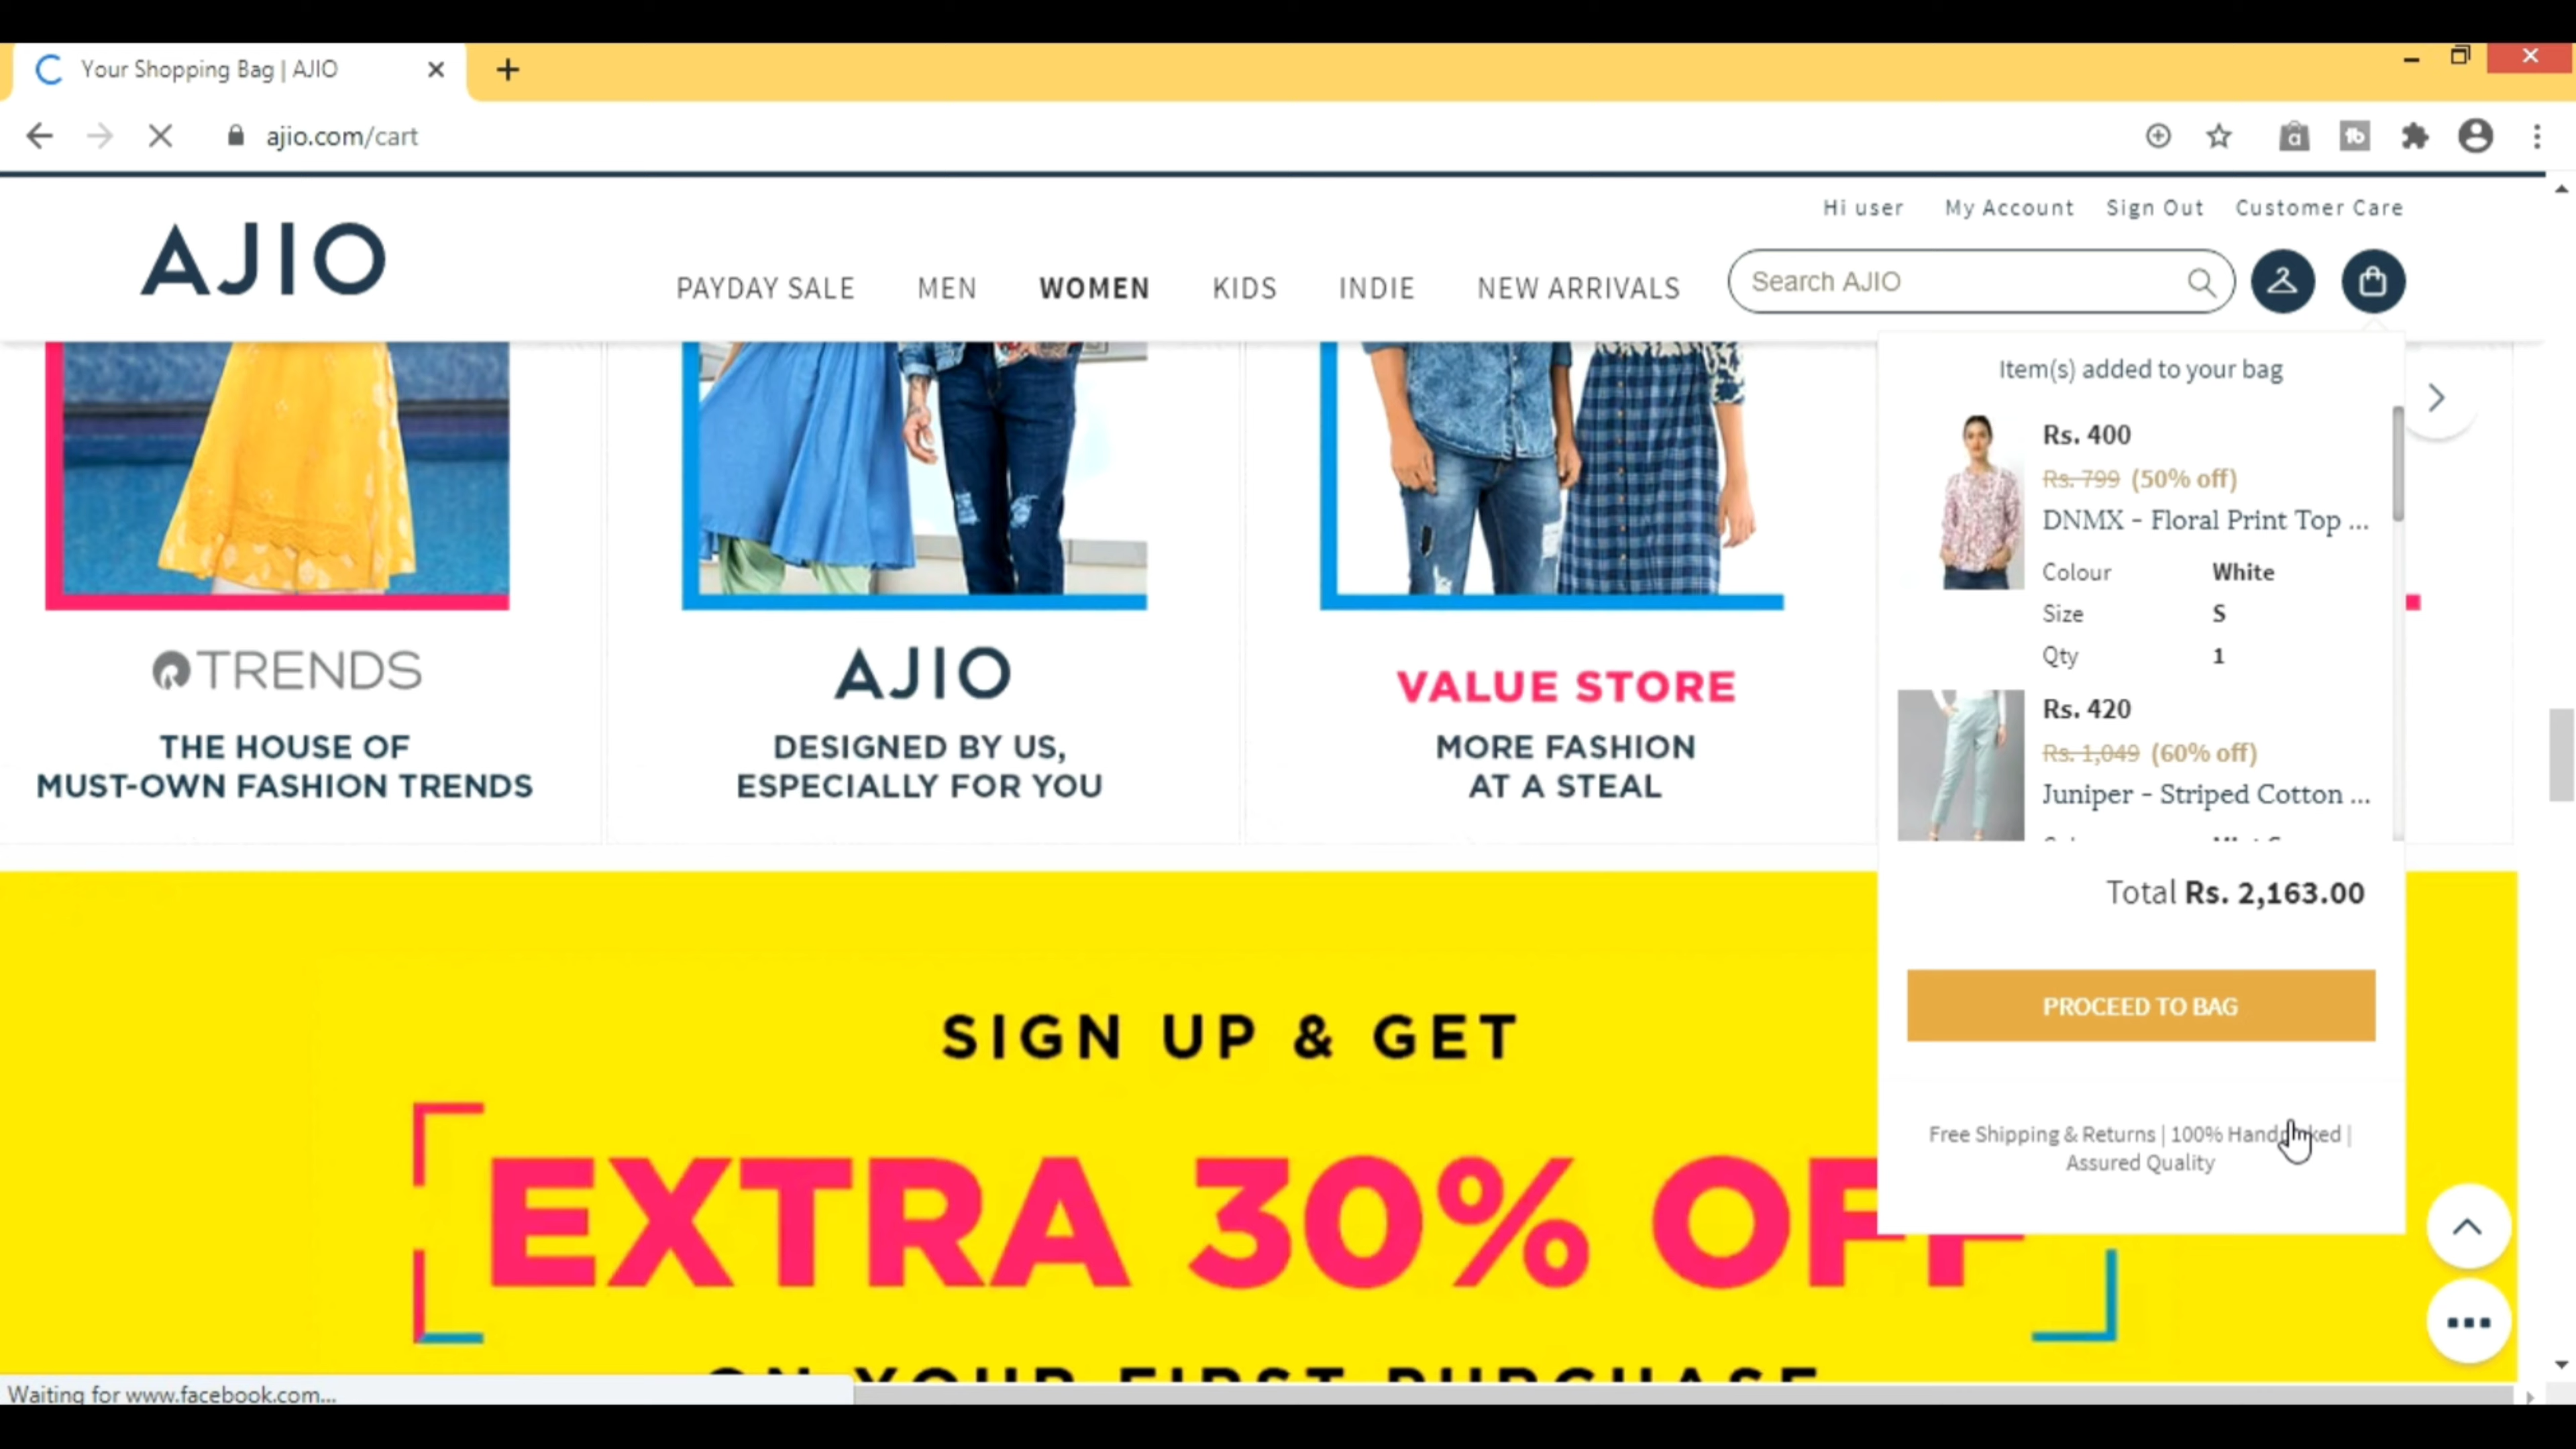 Your Shopping Bag | AJIO
ajio.com/cart
Hi user My Account Sign Out Customer Care
AJIO
PAYDAY SALE MEN WOMEN KIDS INDIE NEW ARRIVALS
Search AJIO
Item(s) added to your bag
Rs. 400
Rs. 799 (50% off)
DNMX - Floral Print Top ...
Colour White
Size S
Qty 1
Rs. 420
Rs. 1,049 (60% off)
Juniper - Striped Cotton ...
Total Rs. 2,163.00
PROCEED TO BAG
Free Shipping & Returns | 100% |
Assured Quality
TRENDS
THE HOUSE OF
MUST-OWN FASHION TRENDS
AJIO
DESIGNED BY US,
ESPECIALLY FOR YOU
VALUE STORE
MORE FASHION
AT A STEAL
SIGN UP & GET
EXTRA 30% OFF
ON YOUR FIRST PURCHASE
Waiting for www.facebook.com...